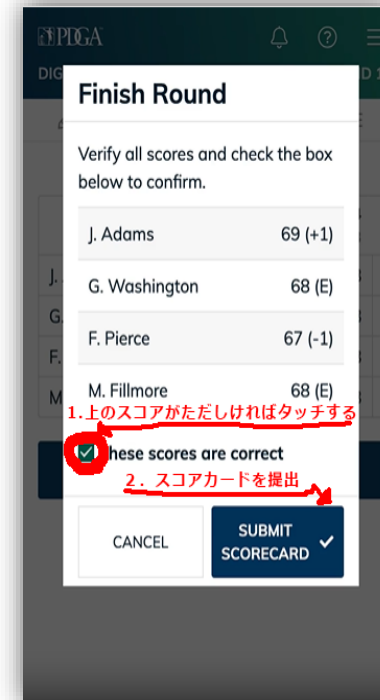 PDGA
DIG
D 1
Finish Round
Verify all scores and check the box
below to confirm.
J. Adams 69 (+1)
G. Washington 68 (E)
F. Pierce 67 (-1)
M. Fillmore 68 (E)
1.上のスコアがただしければタッチする
hese scores are correct
2．スコアカードを提出
CANCEL
SUBMIT
SCORECARD
J.
G.
F.
M